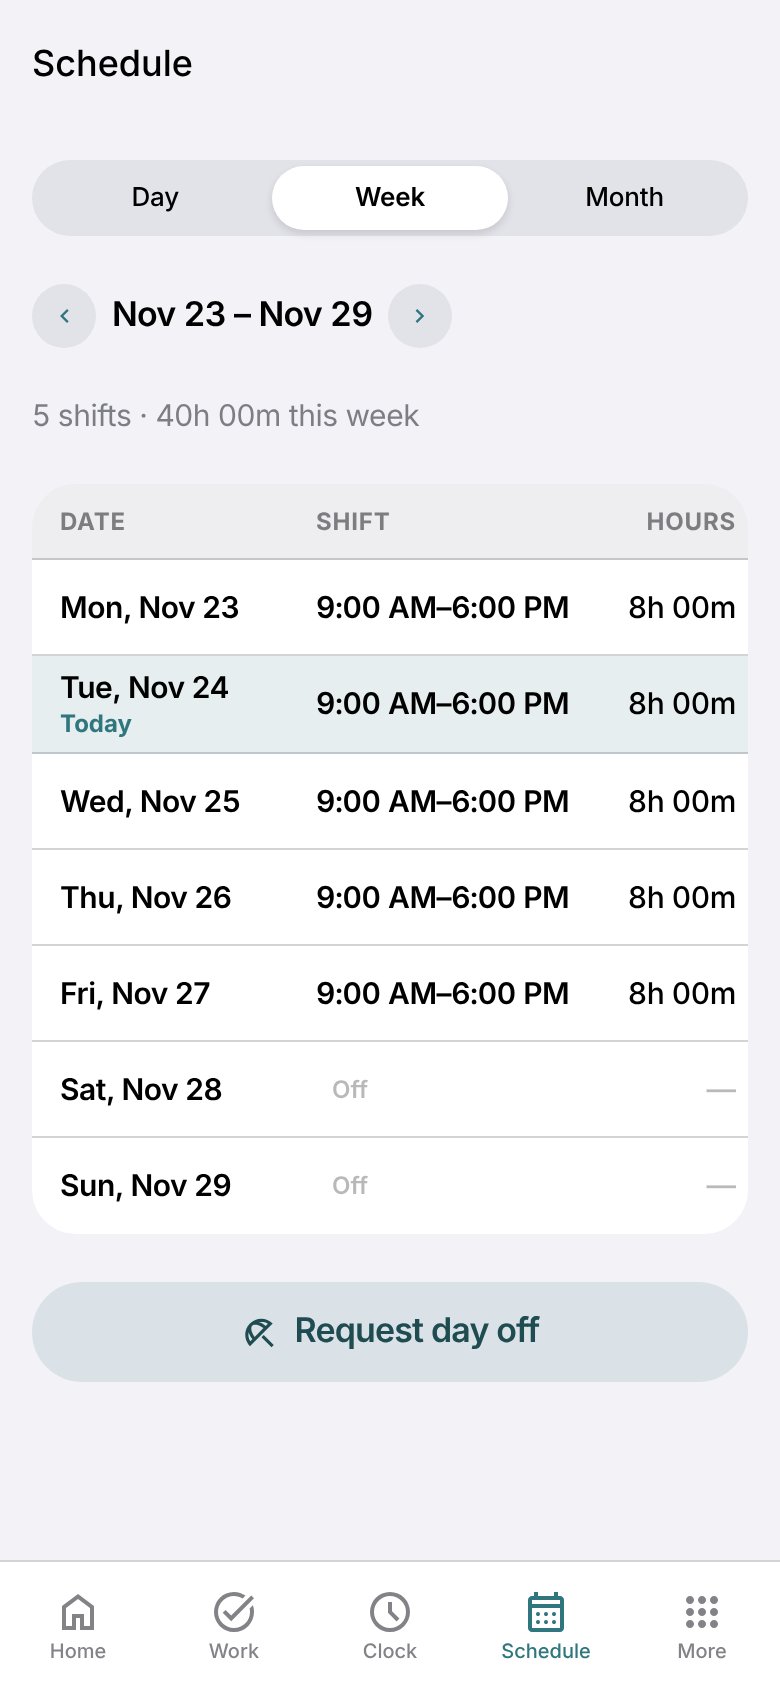 Schedule
Day Week Month
Nov 23 – Nov 29
5 shifts · 40h 00m this week
DATE SHIFT HOURS
Mon, Nov 23 9:00 AM–6:00 PM 8h 00m
Tue, Nov 24 9:00 AM–6:00 PM 8h 00m
Today
Wed, Nov 25 9:00 AM–6:00 PM 8h 00m
Thu, Nov 26 9:00 AM–6:00 PM 8h 00m
Fri, Nov 27 9:00 AM–6:00 PM 8h 00m
Sat, Nov 28 Off —
Sun, Nov 29 Off —
Request day off
Home Work Clock Schedule More